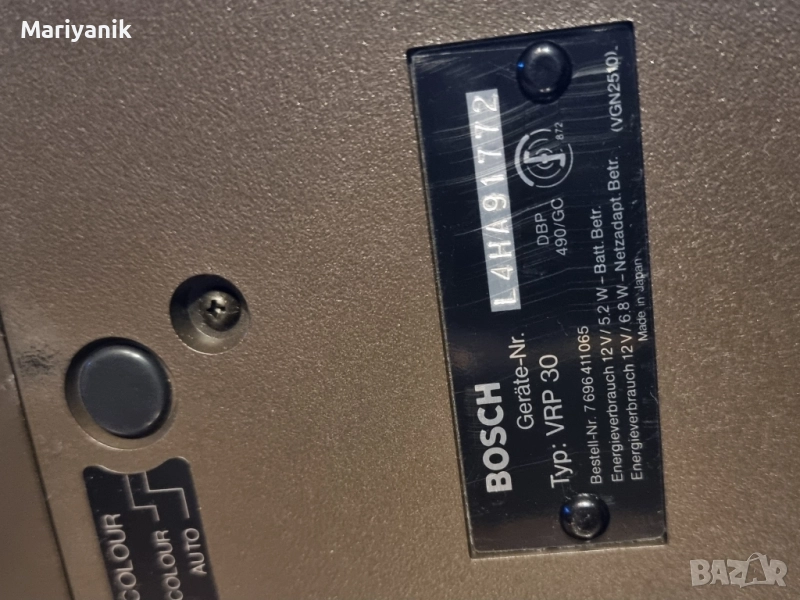 Mariyanik
BOSCH
Geräte-Nr. L4HA91772
Typ: VRP 30
DBP
490/GC
872
Bestell-Nr. 7 696 411 065
Energieverbrauch 12 V / 5.2 W - Batt. Betr.
Energieverbrauch 12 V / 6.8 W - Netzadapt. Betr. (VGN2510).
Made in Japan
COLOUR
COLOUR
AUTO
BAZAR